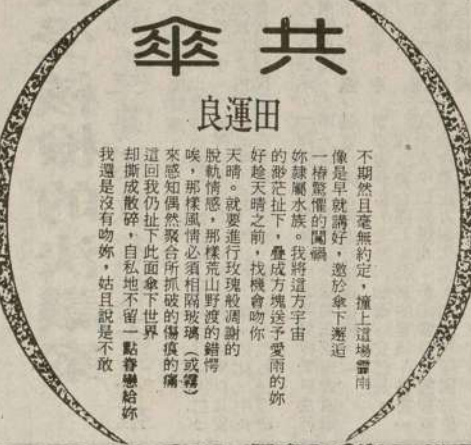 共傘
田運良
不期然且毫無約定，撞上這場霪雨
像是早就講好，邀於傘下邂逅
一樁驚懼的闖禍
妳隸屬水族。我將這方宇宙
的渺茫扯下，疊成方塊送予愛雨的妳
好趁天晴之前，找機會吻你
天晴。就要進行玫瑰般凋謝的
脫軌情感，那樣荒山野渡的錯愕
唉，那樣風情必須相隔玻璃（或霧）
來感知偶然聚合所抓破的傷痕的痛
這回我仍扯下此面傘下世界
却撕成散碎，自私地不留一點眷戀給妳
我還是沒有吻妳，姑且說是不敢